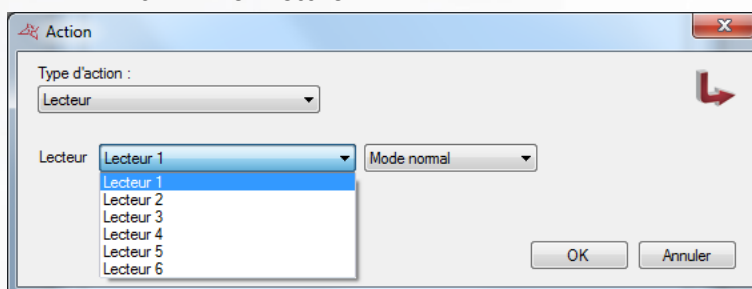 Action
Type d'action :
Lecteur
Lecteur Lecteur 1 Mode normal
Lecteur 1
Lecteur 2
Lecteur 3
Lecteur 4
Lecteur 5
Lecteur 6
OK Annuler